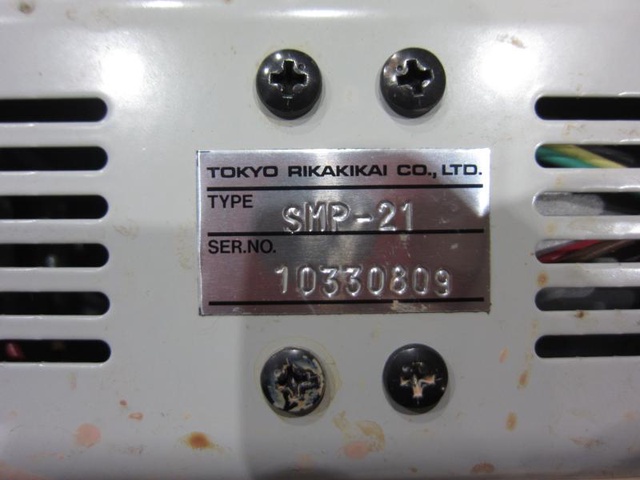 TOKYO RIKAKIKAI CO., LTD.
TYPE SMP-21
SER.NO. 10330809